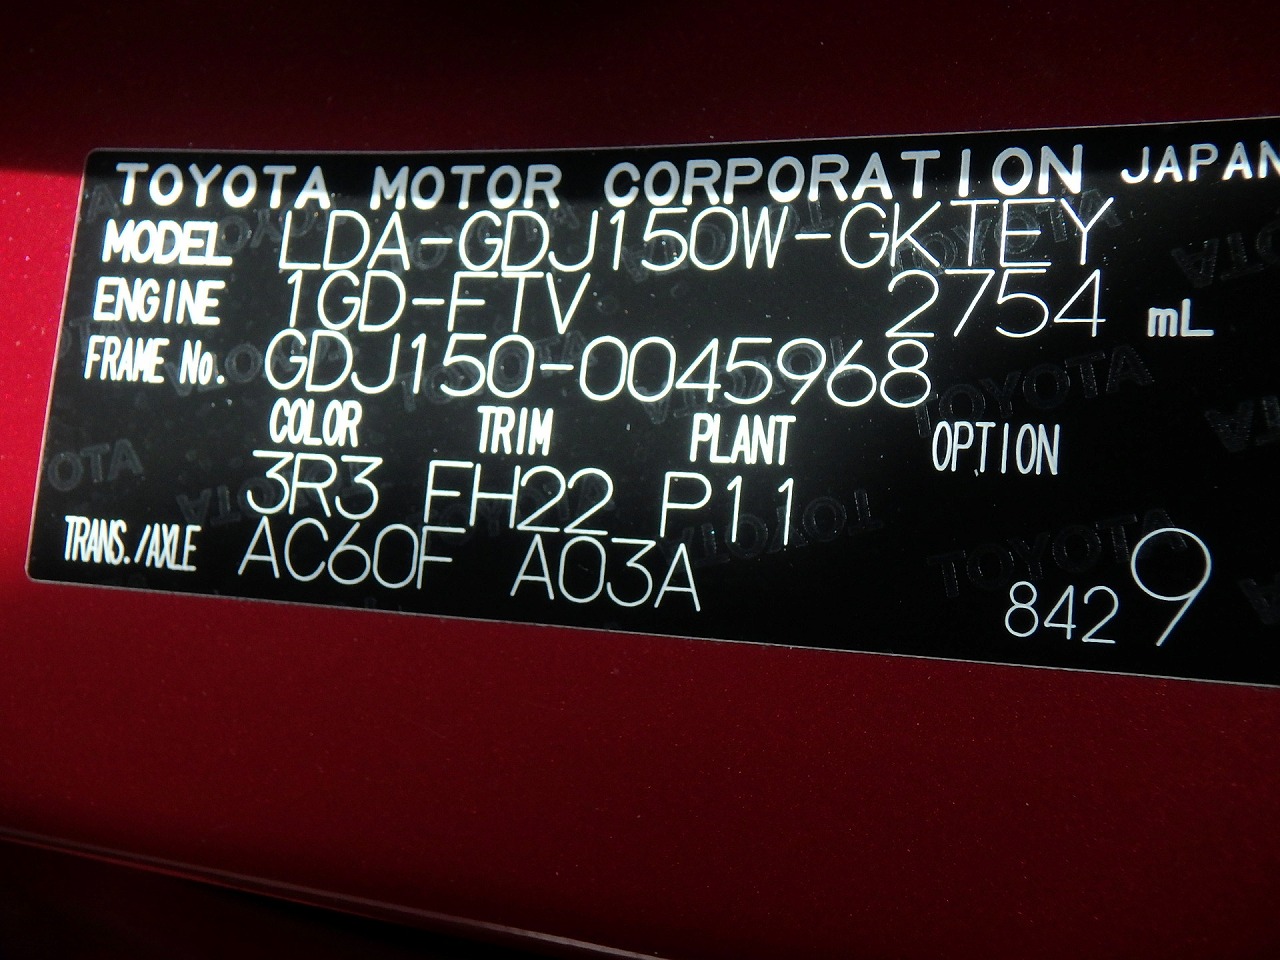 TOYOTA MOTOR CORPORATION JAPAN
MODEL LDA-GDJ150W-GKTEY
ENGINE 1GD-FTV 2754 mL
FRAME No. GDJ150-0045968
COLOR TRIM PLANT OPTION
3R3 FH22 P11
TRANS./AXLE AC60F A03A
8429